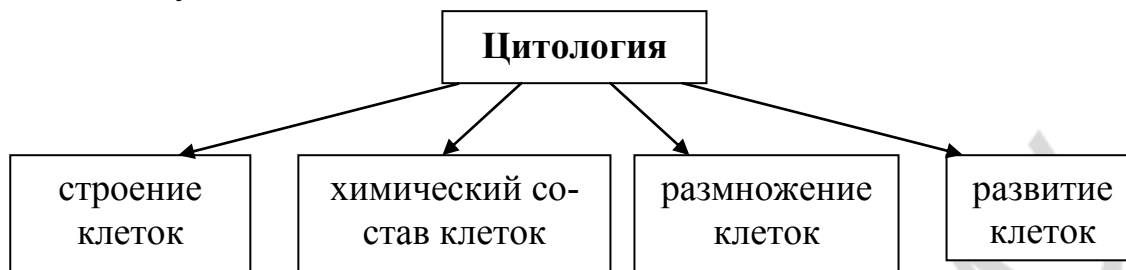 Цитология
строение
клеток
химический со-
став клеток
размножение
клеток
развитие
клеток